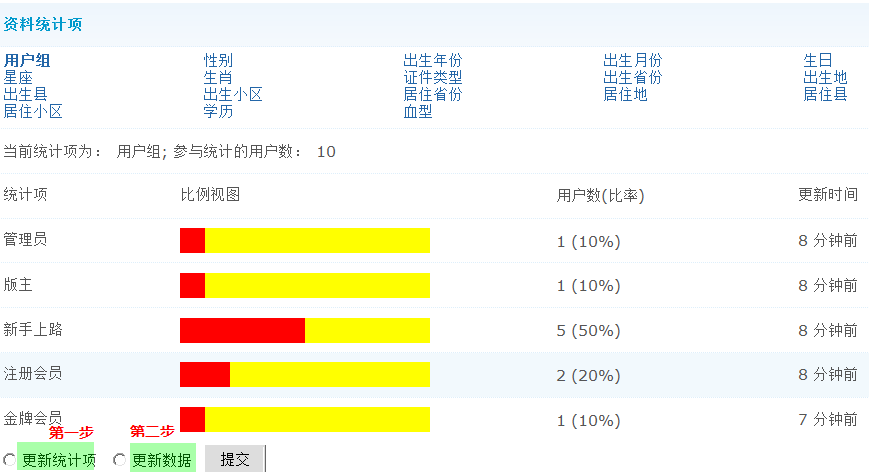 资料统计项
用户组 性别 出生年份 出生月份 生日
星座 生肖 证件类型 出生省份 出生地
出生县 出生小区 居住省份 居住地 居住县
居住小区 学历 血型
当前统计项为： 用户组; 参与统计的用户数： 10
统计项 比例视图 用户数(比率) 更新时间
管理员 1 (10%) 8 分钟前
版主 1 (10%) 8 分钟前
新手上路 5 (50%) 8 分钟前
注册会员 2 (20%) 8 分钟前
金牌会员 1 (10%) 7 分钟前
第一步 第二步
更新统计项 更新数据 提交